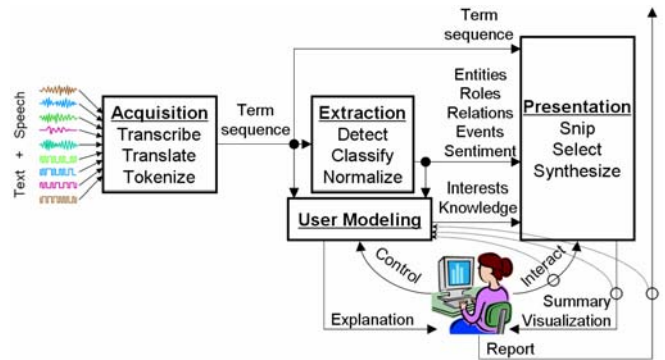 Text + Speech
Acquisition
Transcribe
Translate
Tokenize
Term
sequence
Extraction
Detect
Classify
Normalize
User Modeling
Term
sequence
Entities
Roles
Relations
Events
Sentiment
Interests
Knowledge
Presentation
Snip
Select
Synthesize
Control
Interact
Explanation
Summary
Visualization
Report